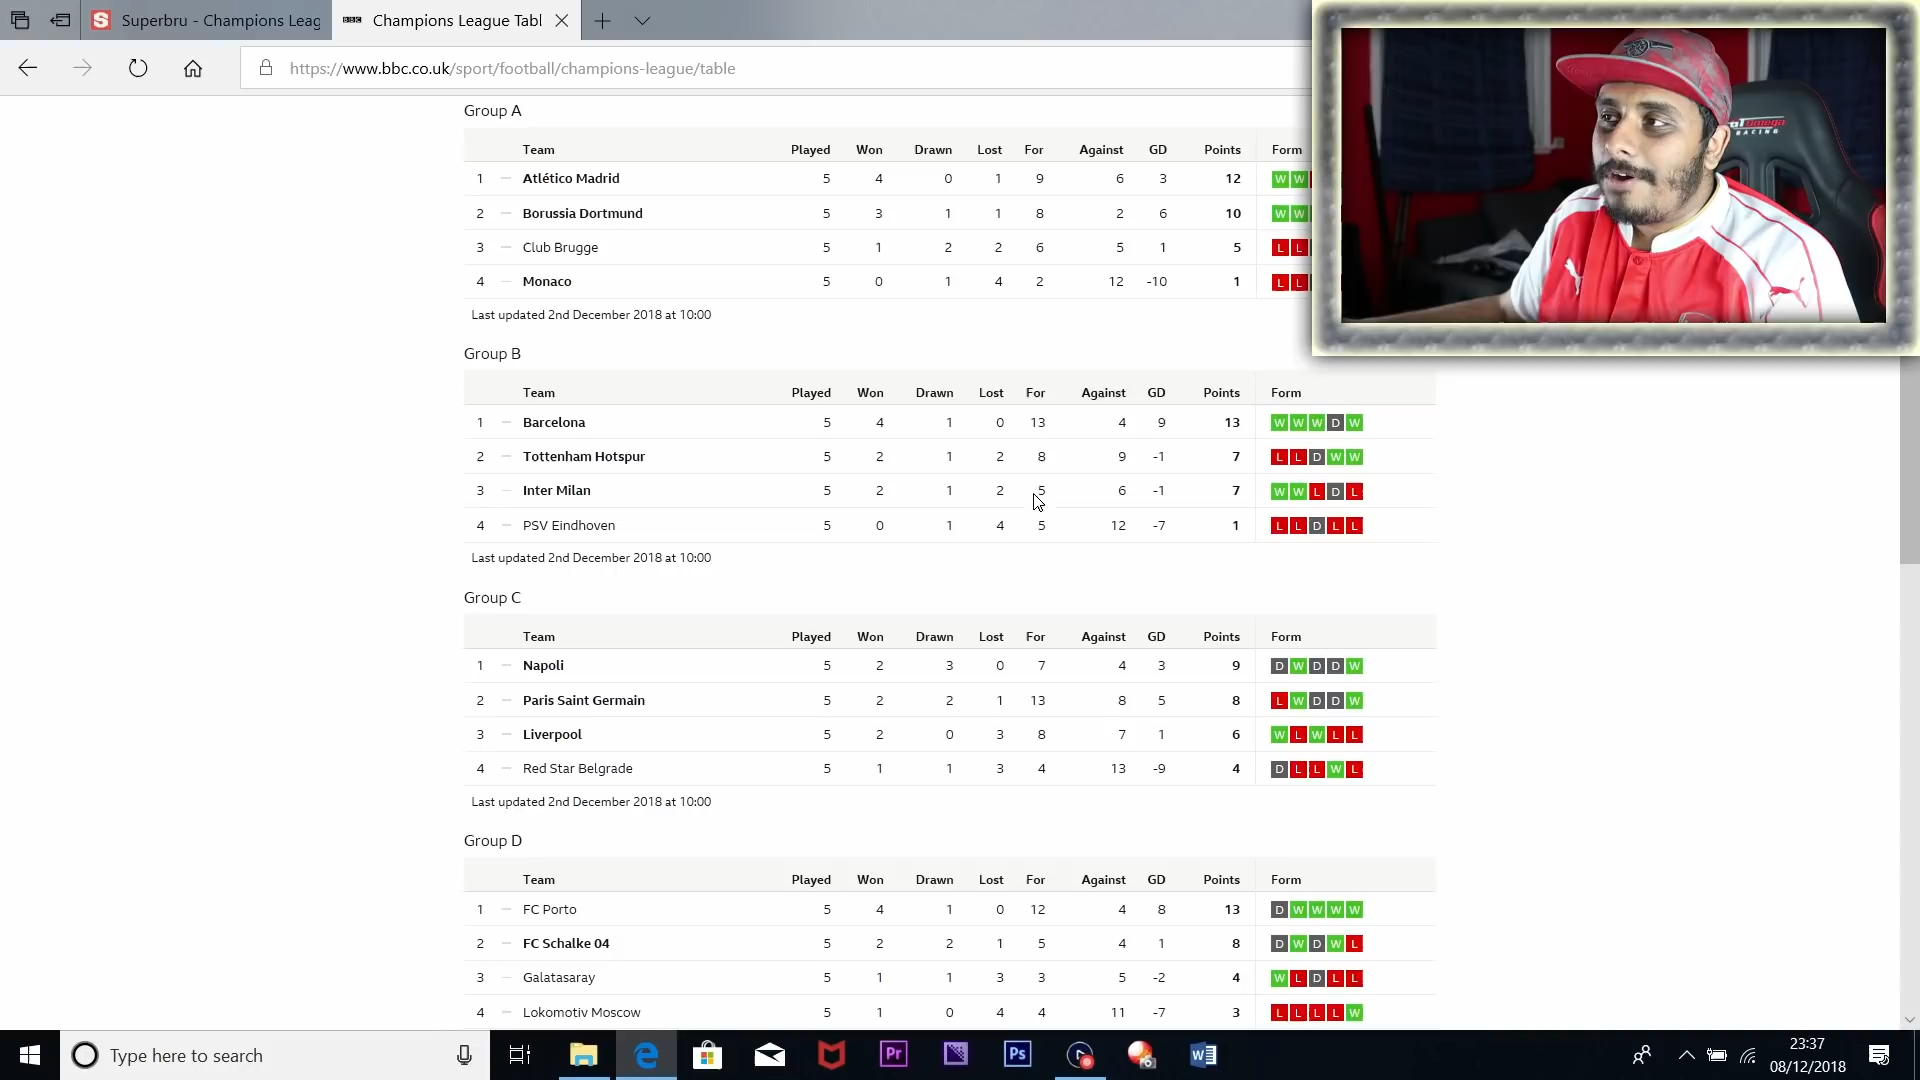 Superbru - Champions Leag
BBC Champions League Tabl
https://www.bbc.co.uk/sport/football/champions-league/table
Group A
Team Played Won Drawn Lost For Against GD Points Form
1 Atlético Madrid 5 4 0 1 9 6 3 12 W W
2 Borussia Dortmund 5 3 1 1 8 2 6 10 W W
3 Club Brugge 5 1 2 2 6 5 1 5 L L
4 Monaco 5 0 1 4 2 12 -10 1 L L
Last updated 2nd December 2018 at 10:00
Group B
Team Played Won Drawn Lost For Against GD Points Form
1 Barcelona 5 4 1 0 13 4 9 13 W W W D W
2 Tottenham Hotspur 5 2 1 2 8 9 -1 7 L L D W W
3 Inter Milan 5 2 1 2 5 6 -1 7 W W L D L
4 PSV Eindhoven 5 0 1 4 5 12 -7 1 L L D L L
Last updated 2nd December 2018 at 10:00
Group C
Team Played Won Drawn Lost For Against GD Points Form
1 Napoli 5 2 3 0 7 4 3 9 D W D D W
2 Paris Saint Germain 5 2 2 1 13 8 5 8 L W D D W
3 Liverpool 5 2 0 3 8 7 1 6 W L W L L
4 Red Star Belgrade 5 1 1 3 4 13 -9 4 D L L W L
Last updated 2nd December 2018 at 10:00
Group D
Team Played Won Drawn Lost For Against GD Points Form
1 FC Porto 5 4 1 0 12 4 8 13 D W W W W
2 FC Schalke 04 5 2 2 1 5 4 1 8 D W D W L
3 Galatasaray 5 1 1 3 3 5 -2 4 W L D L L
4 Lokomotiv Moscow 5 1 0 4 4 11 -7 3 L L L L W
Type here to search
Pr
Ps
23:37
08/12/2018
RACING